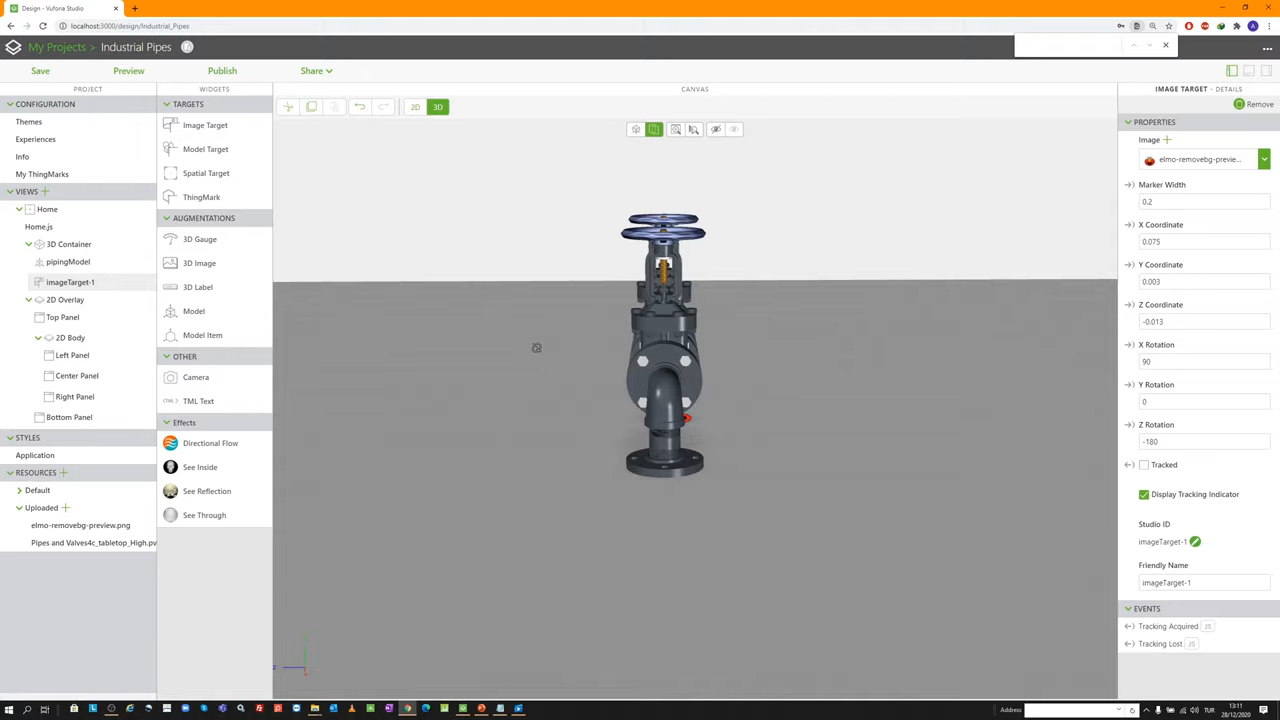 Design - Vuforia Studio
localhost:3000/design/Industrial_Pipes
A
My Projects > Industrial Pipes
Save
Preview
Publish
Share
PROJECT
WIDGETS
CANVAS
IMAGE TARGET - DETAILS
CONFIGURATION
Themes
Experiences
Info
My ThingMarks
VIEWS
Home
Home.js
3D Container
pipingModel
imageTarget-1
2D Overlay
Top Panel
2D Body
Left Panel
Center Panel
Right Panel
Bottom Panel
STYLES
Application
RESOURCES
Default
Uploaded
elmo-removebg-preview.png
Pipes and Valves4c_tabletop_High.pv
TARGETS
Image Target
Model Target
Spatial Target
ThingMark
AUGMENTATIONS
3D Gauge
3D Image
3D Label
Model
Model Item
OTHER
Camera
TML Text
Effects
Directional Flow
See Inside
See Reflection
See Through
2D
3D
Remove
PROPERTIES
Image
elmo-removebg-previe...
Marker Width
0.2
X Coordinate
0.075
Y Coordinate
0.003
Z Coordinate
-0.013
X Rotation
90
Y Rotation
0
Z Rotation
-180
Tracked
Display Tracking Indicator
Studio ID
imageTarget-1
Friendly Name
imageTarget-1
EVENTS
Tracking Acquired JS
Tracking Lost JS
Address
TUR
13:11
28/12/2020